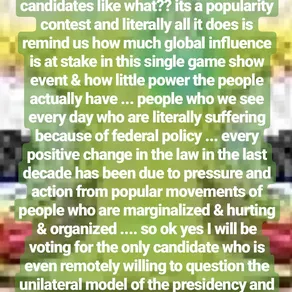 candidates like what?? its a popularity
contest and literally all it does is
remind us how much global influence
is at stake in this single game show
event & how little power the people
actually have ... people who we see
every day who are literally suffering
because of federal policy ... every
positive change in the law in the last
decade has been due to pressure and
action from popular movements of
people who are marginalized & hurting
& organized .... so ok yes I will be
voting for the only candidate who is
even remotely willing to question the
unilateral model of the presidency and